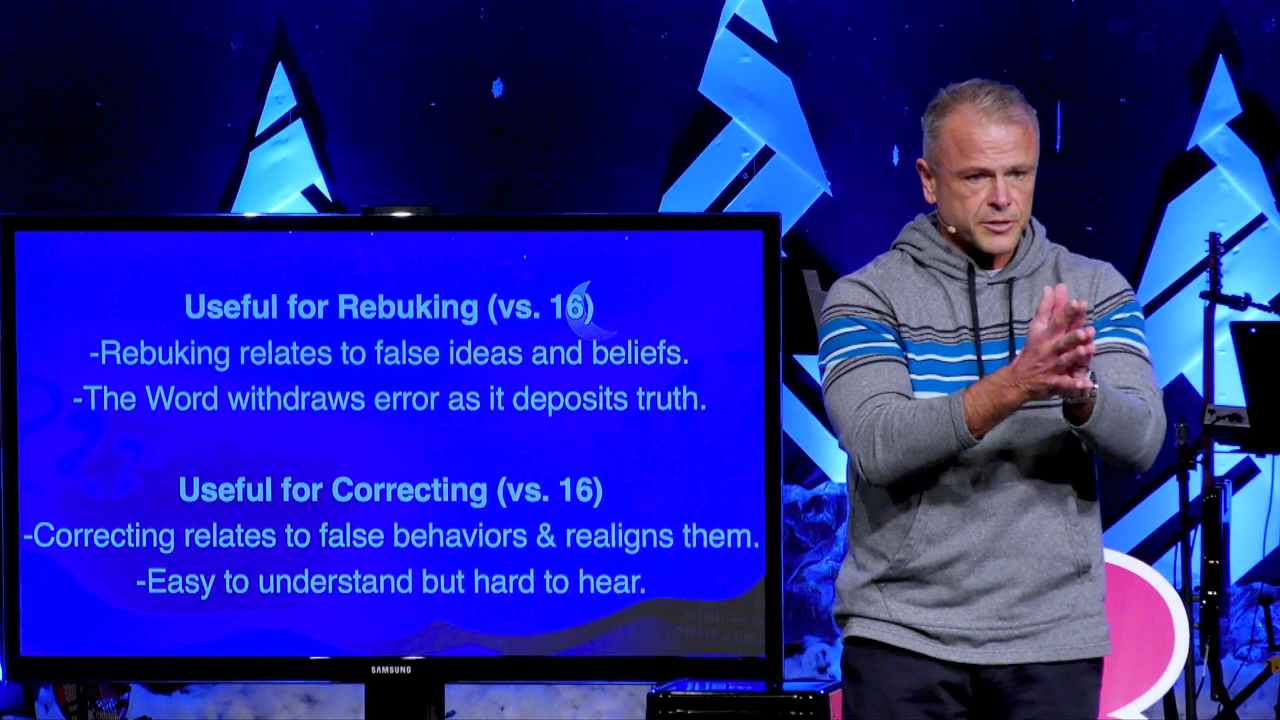 Useful for Rebuking (vs. 16)
-Rebuking relates to false ideas and beliefs.
-The Word withdraws error as it deposits truth.
Useful for Correcting (vs. 16)
-Correcting relates to false behaviors & realigns them.
-Easy to understand but hard to hear.
SAMSUNG